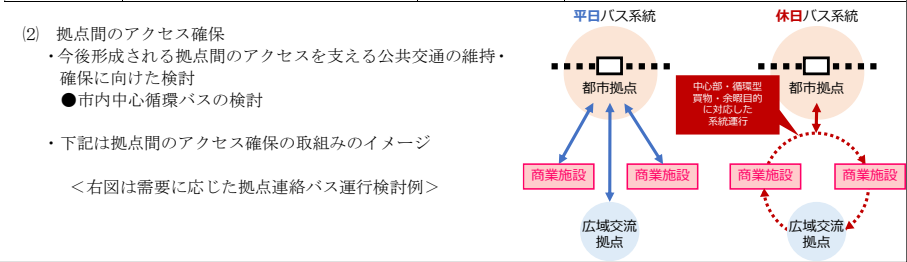 ⑵ 拠点間のアクセス確保
・今後形成される拠点間のアクセスを支える公共交通の維持・
確保に向けた検討
●市内中心循環バスの検討
・下記は拠点間のアクセス確保の取組みのイメージ
＜右図は需要に応じた拠点連絡バス運行検討例＞
平日バス系統
都市拠点
商業施設
商業施設
広域交流
拠点
休日バス系統
都市拠点
中心部・循環型
買物・余暇目的
に対応した
系統運行
商業施設
商業施設
広域交流
拠点